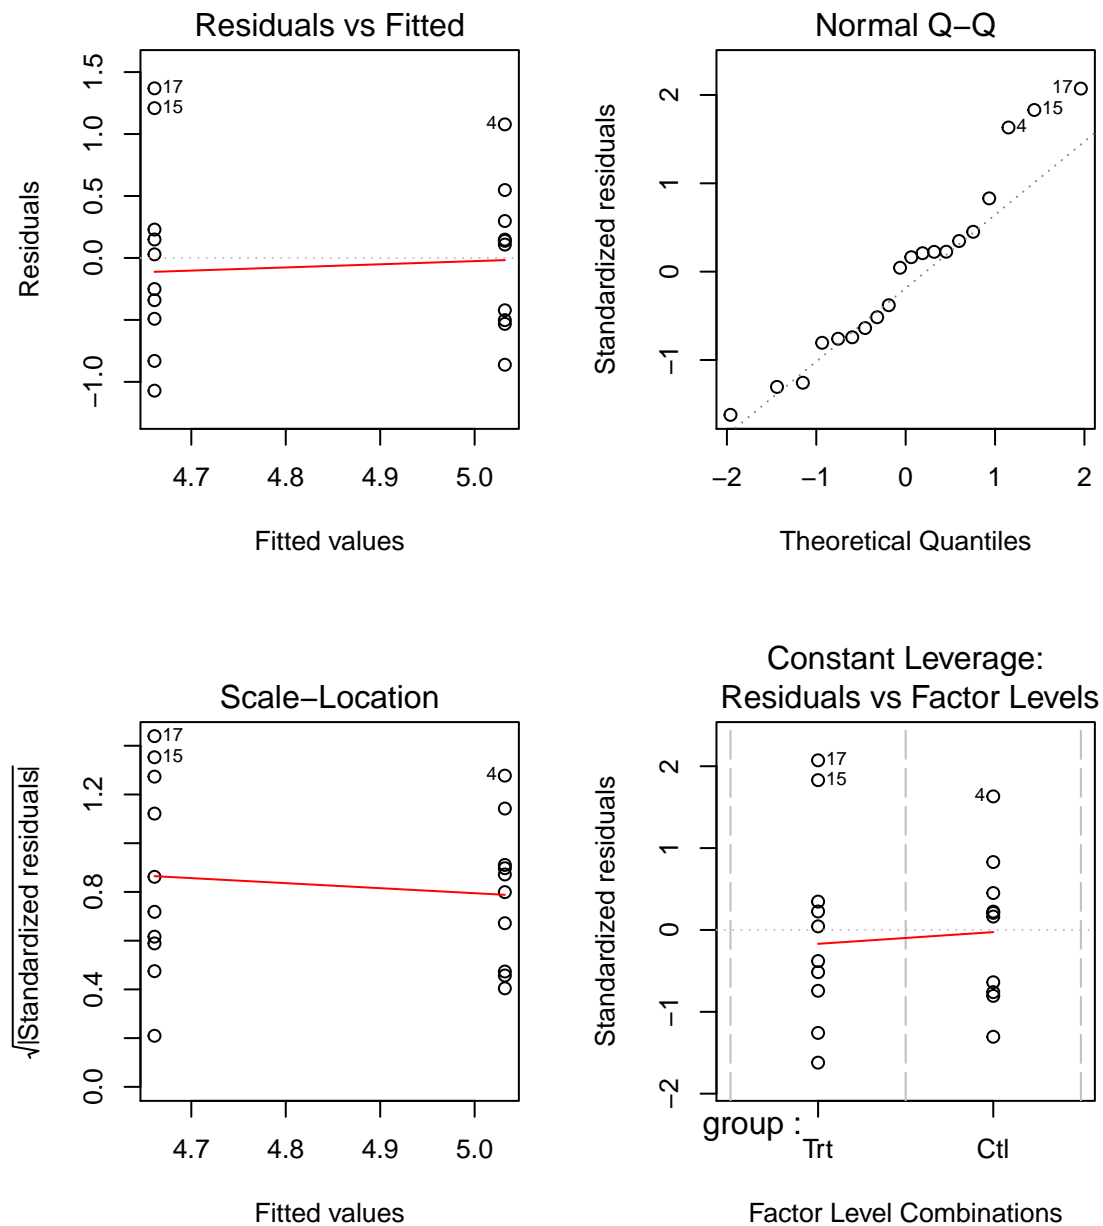 Residuals vs Fitted
17
15
4
Residuals
1.5
1.0
0.5
0.0
−1.0
4.7 4.8 4.9 5.0
Fitted values
Normal Q−Q
17
15
4
Standardized residuals
2
1
0
−1
−2 −1 0 1 2
Theoretical Quantiles
Scale−Location
17
15
4
√|Standardized residuals|
1.2
0.8
0.4
0.0
4.7 4.8 4.9 5.0
Fitted values
Constant Leverage:
Residuals vs Factor Levels
17
15
4
Standardized residuals
2
1
0
−1
−2
group :
Trt Ctl
Factor Level Combinations